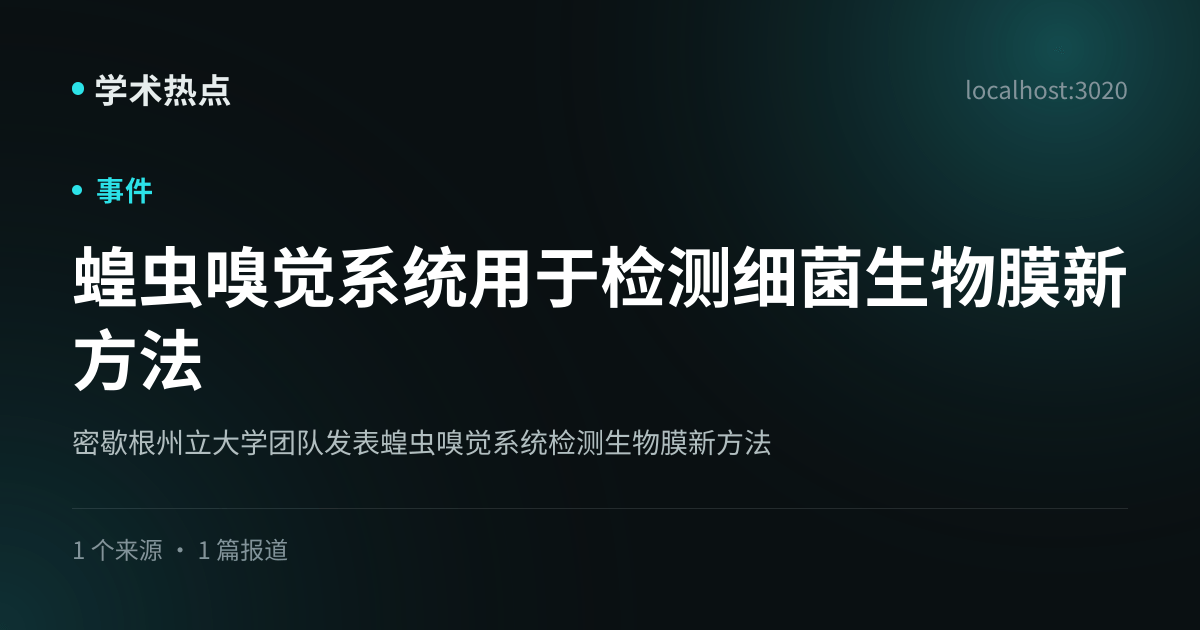 学术热点
localhost:3020
事件
蝗虫嗅觉系统用于检测细菌生物膜新
方法
密歇根州立大学团队发表蝗虫嗅觉系统检测生物膜新方法
1 个来源 · 1 篇报道